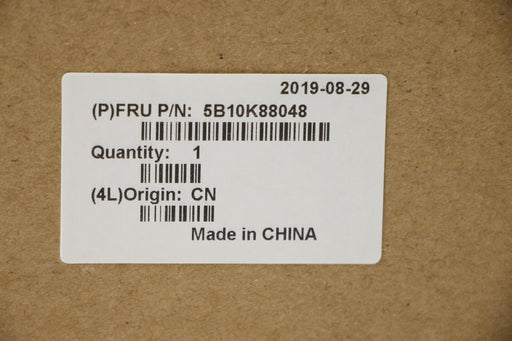 2019-08-29
(P)FRU P/N: 5B10K88048
Quantity: 1
(4L)Origin: CN
Made in CHINA